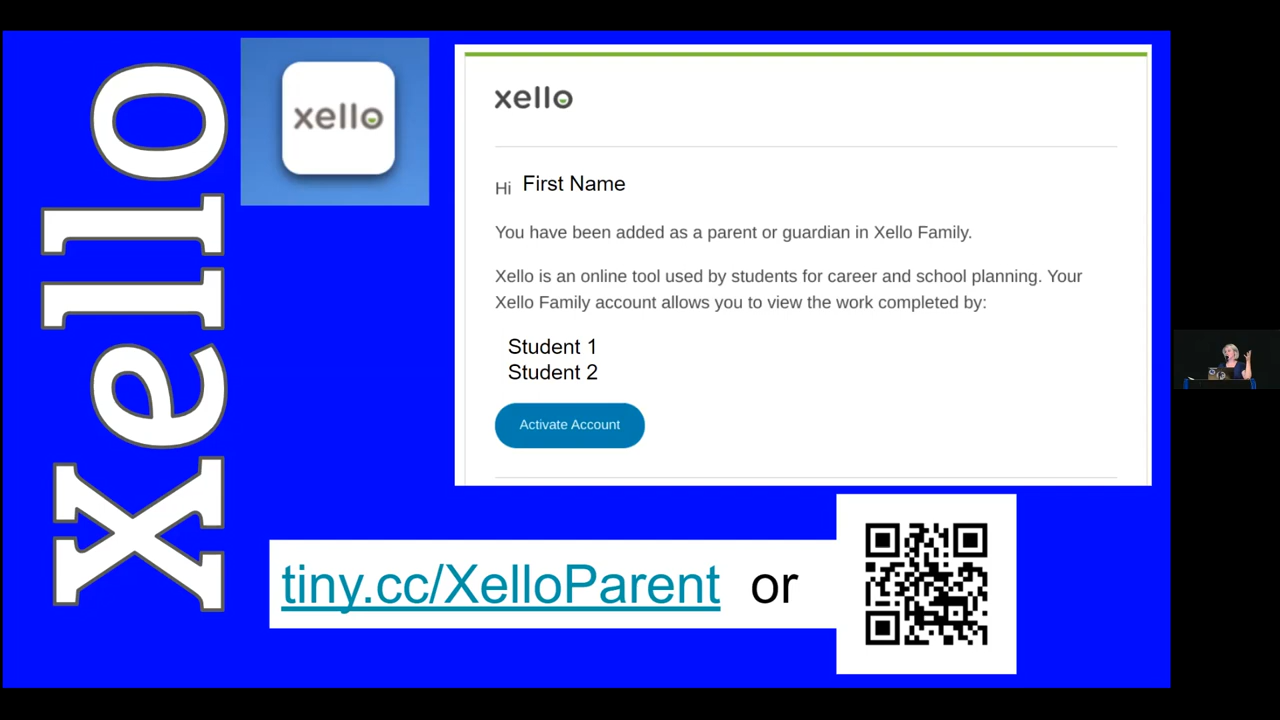 xello
xello
xello
Hi First Name
You have been added as a parent or guardian in Xello Family.
Xello is an online tool used by students for career and school planning. Your
Xello Family account allows you to view the work completed by:
Student 1
Student 2
Activate Account
tiny.cc/XelloParent or